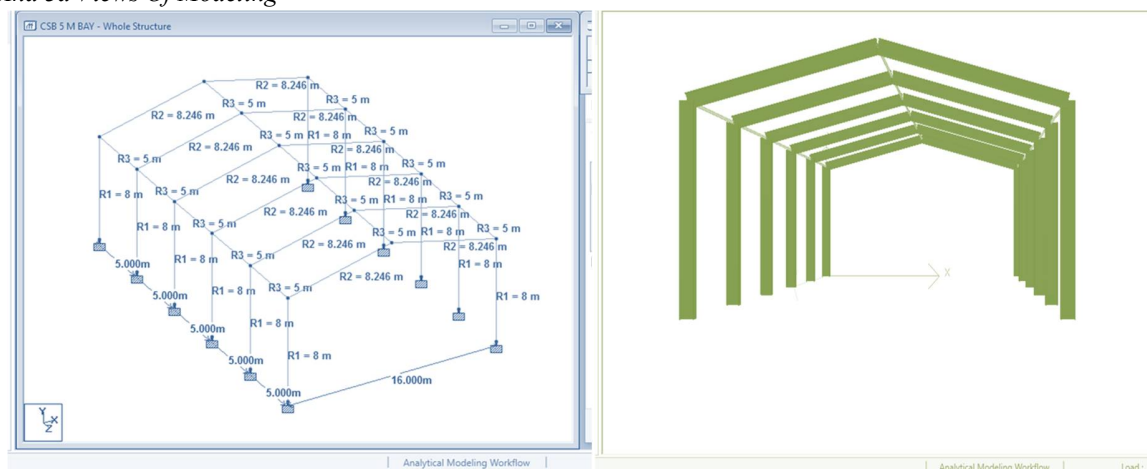 And 3d Views Of Modeling
CSB 5 M BAY - Whole Structure
R2 = 8.246 m
R3 = 5 m
R2 = 8.246 m
R2 = 8.246 m
R3 = 5 m
R3 = 5 m
R2 = 8.246 m
R3 = 5 m
R1 = 8 m
R3 = 5 m
R2 = 8.246 m
R3 = 5 m
R2 = 8.246 m
R3 = 5 m
R1 = 8 m
R3 = 5 m
R2 = 8.246 m
R2 = 8.246 m
R1 = 8 m
R3 = 5 m
R1 = 8 m
R3 = 5 m
R3 = 5 m
R2 = 8.246 m
R2 = 8.246 m
R1 = 8 m
R3 = 5 m
R1 = 8 m
R3 = 5 m
R3 = 5 m
R2 = 8.246 m
R2 = 8.246 m
R1 = 8 m
R1 = 8 m
5.000m
R3 = 5 m
R2 = 8.246 m
R1 = 8 m
5.000m
R1 = 8 m
R1 = 8 m
5.000m
R1 = 8 m
5.000m
16.000m
5.000m
Y
X
Z
Analytical Modeling Workflow
X
Analytical Modeling Workflow
Load